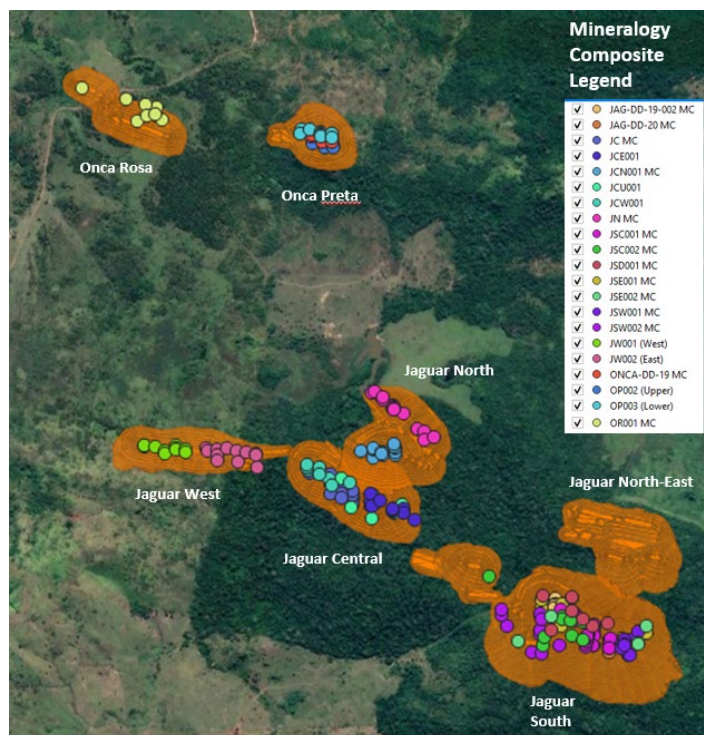 Mineralogy
Composite
Legend
JAG-DD-19-002 MC
JAG-DD-20 MC
JC MC
JCE001
JCN001 MC
JCU001
JCW001
JN MC
JSC001 MC
JSC002 MC
JSD001 MC
JSE001 MC
JSE002 MC
JSW001 MC
JSW002 MC
JW001 (West)
JW002 (East)
ONCA-DD-19 MC
OP002 (Upper)
OP003 (Lower)
OR001 MC
Onca Rosa
Onca Preta
Jaguar North
Jaguar West
Jaguar North-East
Jaguar Central
Jaguar
South